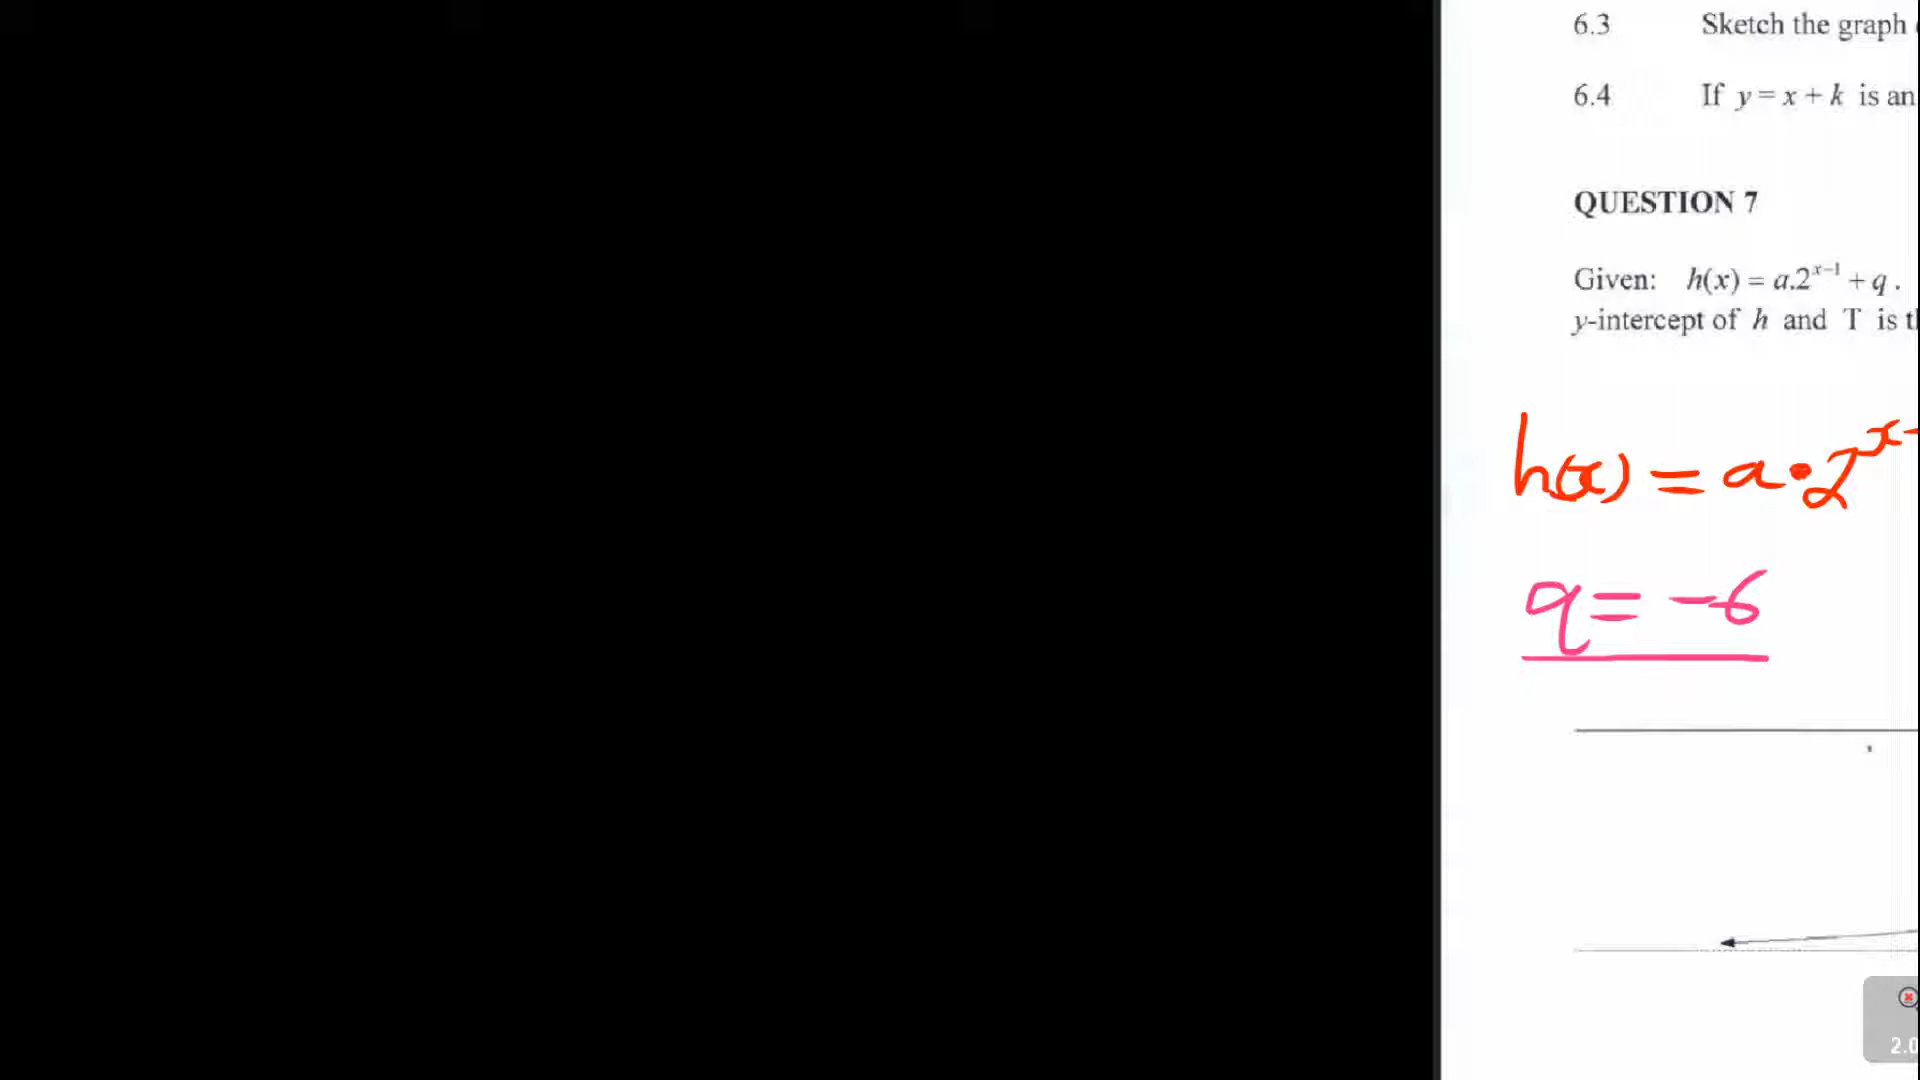 6.3 Sketch the graph
6.4 If y = x + k is an
QUESTION 7
Given: h(x) = a.2^{x-1} + q .
y-intercept of h and T is t
h(x) = a·2^{x-
q = -6
2.0